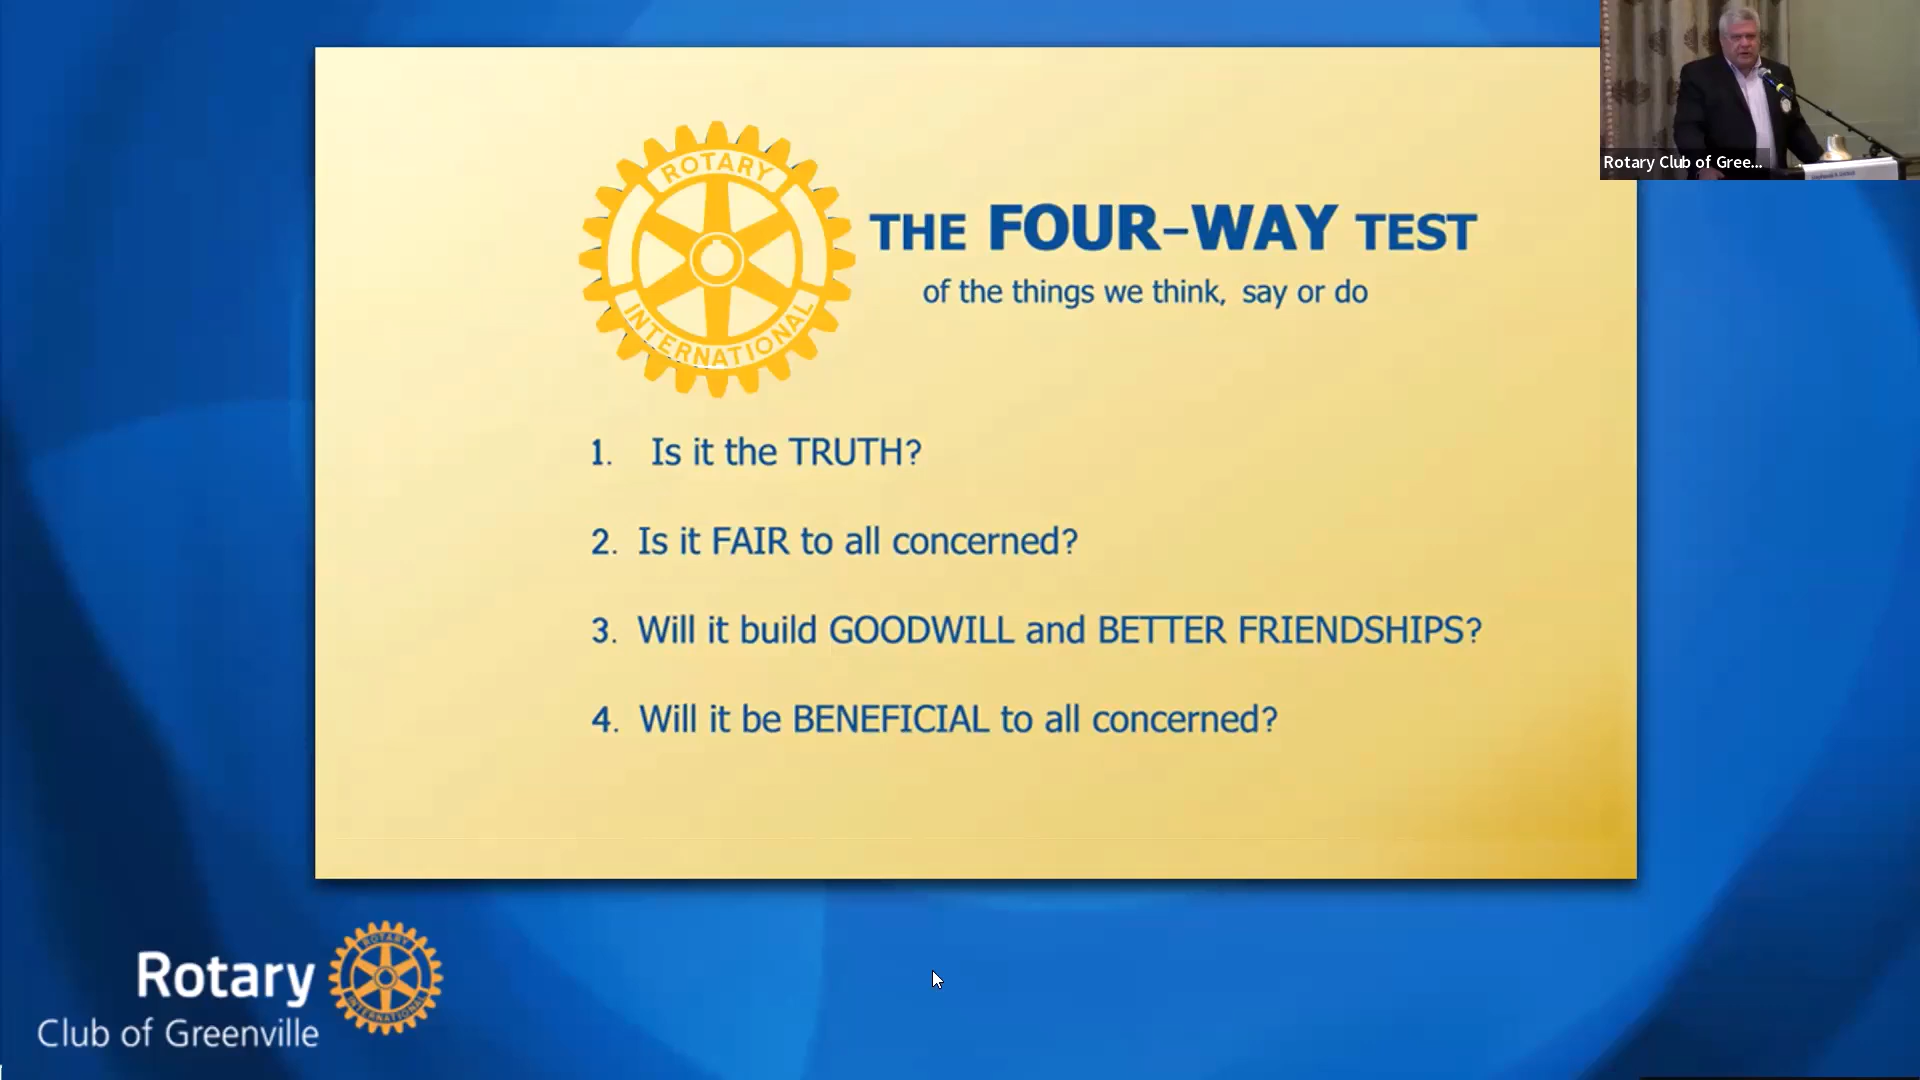 ROTARY
INTERNATIONAL
THE FOUR-WAY TEST
of the things we think, say or do
1. Is it the TRUTH?
2. Is it FAIR to all concerned?
3. Will it build GOODWILL and BETTER FRIENDSHIPS?
4. Will it be BENEFICIAL to all concerned?
Rotary Club of Gree...
Rotary
Club of Greenville
ROTARY
INTERNATIONAL